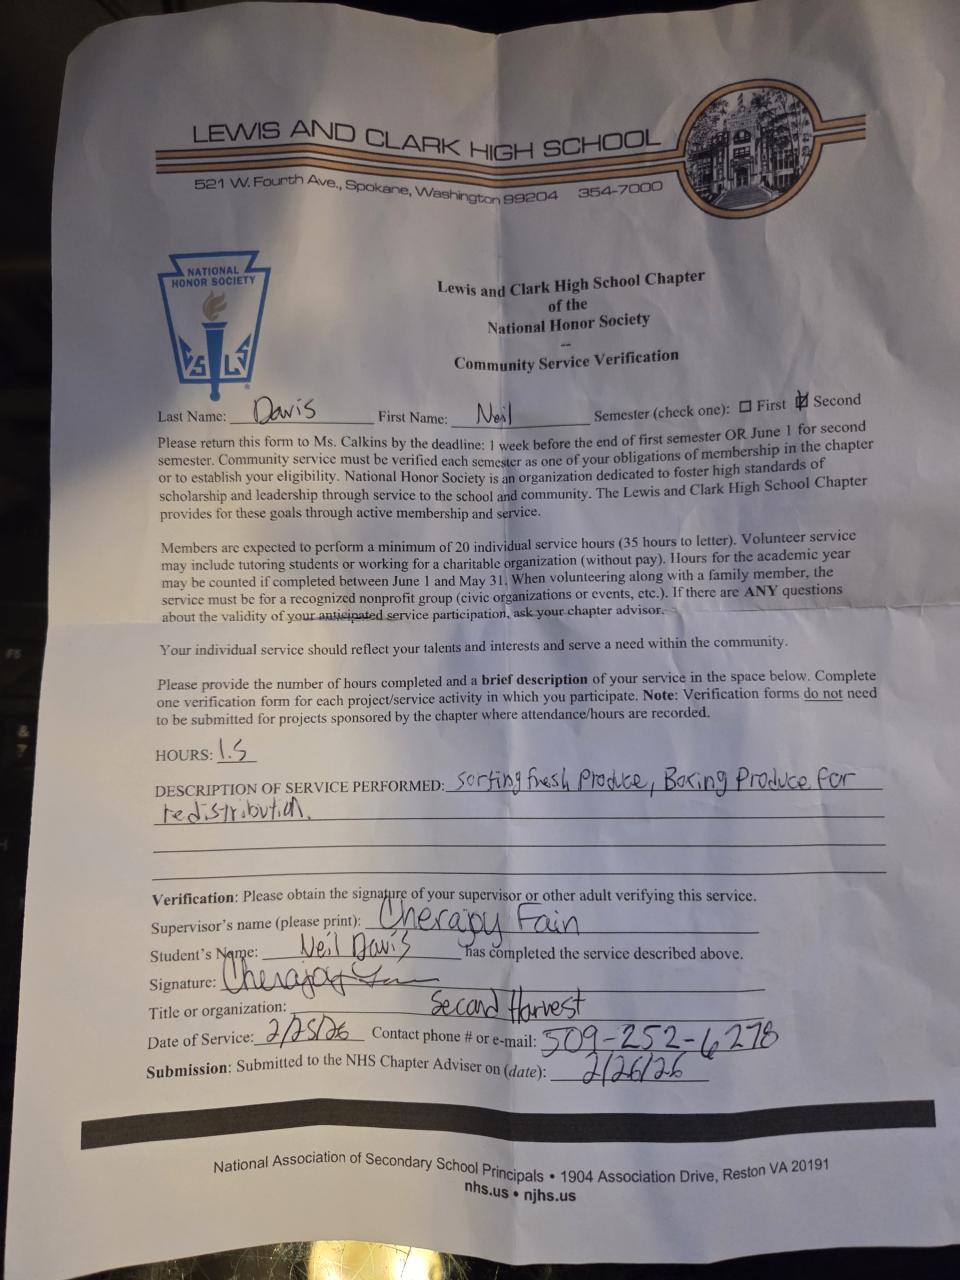 LEWIS AND CLARK HIGH SCHOOL
521 W. Fourth Ave., Spokane, Washington 99204 354-7000
NATIONAL
HONOR SOCIETY
Lewis and Clark High School Chapter
of the
National Honor Society
--
Community Service Verification
Last Name: Davis First Name: Neil Semester (check one): ☐ First ☑ Second
Please return this form to Ms. Calkins by the deadline: 1 week before the end of first semester OR June 1 for second
semester. Community service must be verified each semester as one of your obligations of membership in the chapter
or to establish your eligibility. National Honor Society is an organization dedicated to foster high standards of
scholarship and leadership through service to the school and community. The Lewis and Clark High School Chapter
provides for these goals through active membership and service.
Members are expected to perform a minimum of 20 individual service hours (35 hours to letter). Volunteer service
may include tutoring students or working for a charitable organization (without pay). Hours for the academic year
may be counted if completed between June 1 and May 31. When volunteering along with a family member, the
service must be for a recognized nonprofit group (civic organizations or events, etc.). If there are ANY questions
about the validity of your anticipated service participation, ask your chapter advisor.
Your individual service should reflect your talents and interests and serve a need within the community.
Please provide the number of hours completed and a brief description of your service in the space below. Complete
one verification form for each project/service activity in which you participate. Note: Verification forms do not need
to be submitted for projects sponsored by the chapter where attendance/hours are recorded.
HOURS: 1.5
DESCRIPTION OF SERVICE PERFORMED: Sorting fresh Produce, Boxing Produce for
redistribution.
Verification: Please obtain the signature of your supervisor or other adult verifying this service.
Supervisor's name (please print): Cherajoy Fain
Student's Name: Neil Davis has completed the service described above.
Signature: Cherajoy Fain
Title or organization: Second Harvest
Date of Service: 2/25/26 Contact phone # or e-mail: 509-252-6278
Submission: Submitted to the NHS Chapter Adviser on (date): 2/26/26
National Association of Secondary School Principals • 1904 Association Drive, Reston VA 20191
nhs.us • njhs.us